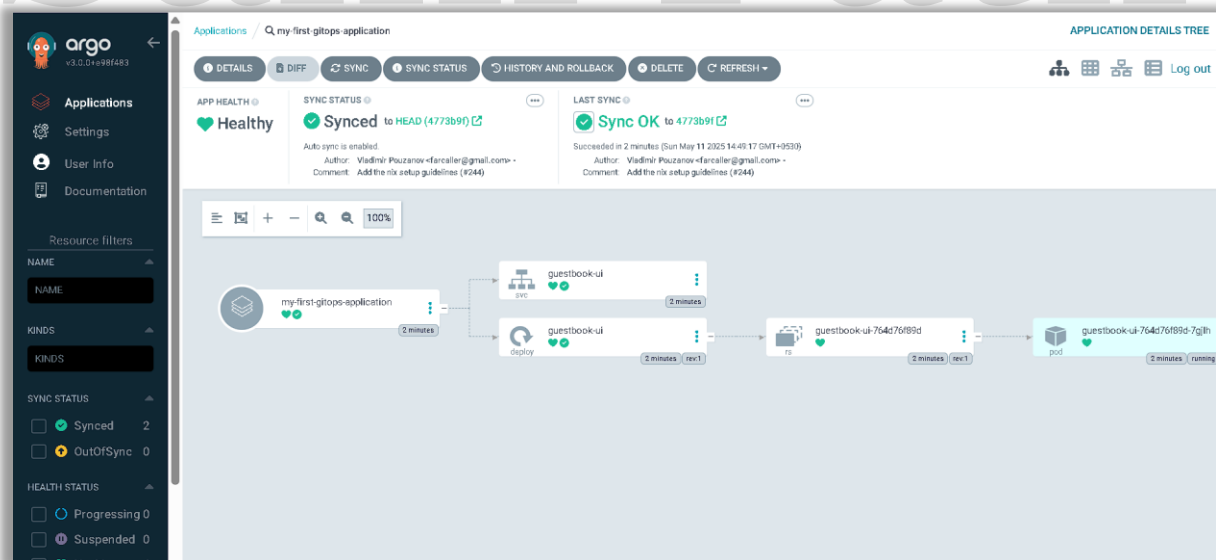 argo
v3.0.0+e98f483
Applications
Settings
User Info
Documentation
Resource filters
NAME
NAME
KINDS
KINDS
SYNC STATUS
Synced 2
OutOfSync 0
HEALTH STATUS
Progressing 0
Suspended 0
Applications / my-first-gitops-application
APPLICATION DETAILS TREE
DETAILS DIFF SYNC SYNC STATUS HISTORY AND ROLLBACK DELETE REFRESH
Log out
APP HEALTH
Healthy
SYNC STATUS
Synced to HEAD (4773b9f)
Auto sync is enabled.
Author: Vladimir Pouzanov <farcaller@gmail.com> -
Comment: Add the nix setup guidelines (#244)
LAST SYNC
Sync OK to 4773b9f
Succeeded in 2 minutes (Sun May 11 2025 14:49:17 GMT+0530)
Author: Vladimir Pouzanov <farcaller@gmail.com> -
Comment: Add the nix setup guidelines (#244)
100%
my-first-gitops-application
2 minutes
guestbook-ui
svc
2 minutes
guestbook-ui
deploy
2 minutes rev:1
guestbook-ui-764d76f89d
rs
2 minutes rev:1
guestbook-ui-764d76f89d-7gjlh
pod
2 minutes running